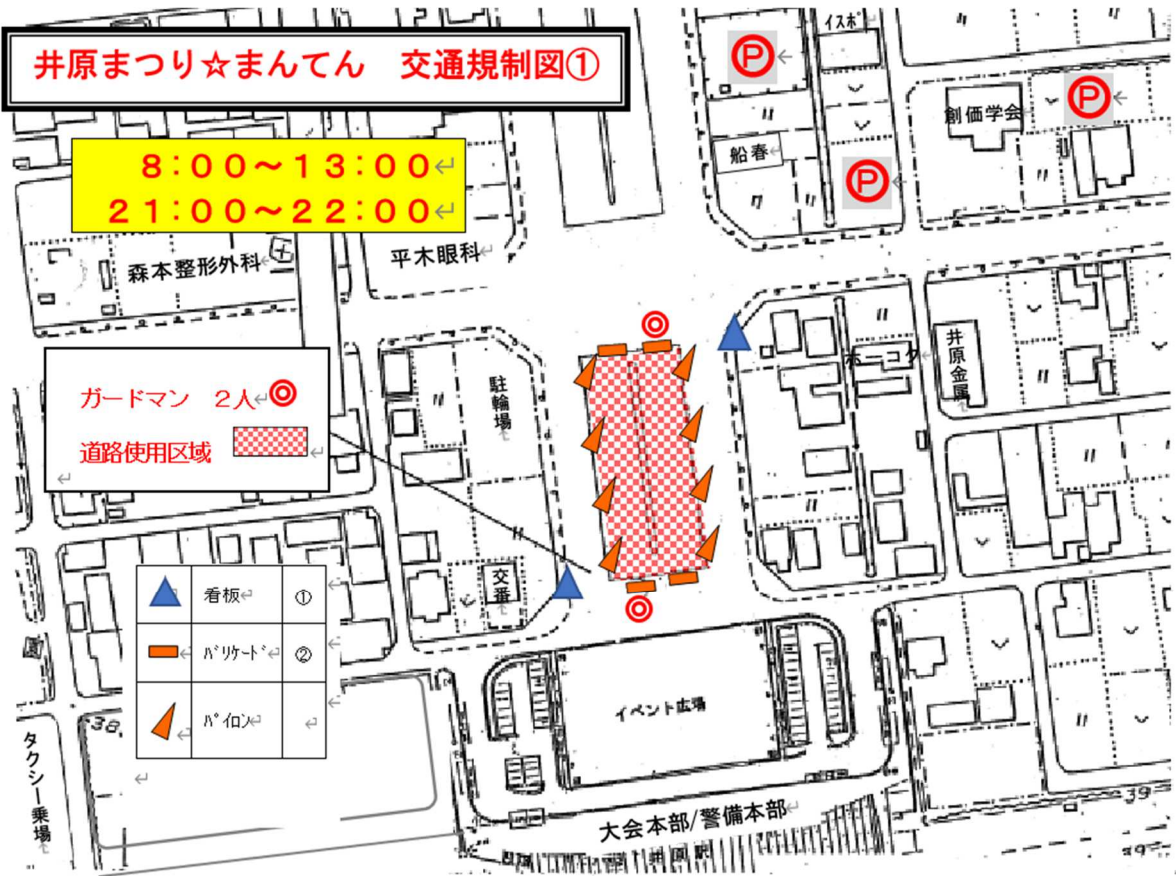 井原まつり☆まんてん　交通規制図①
8:00～13:00
21:00～22:00
イスポ
P
P
創価学会
船春
P
森本整形外科
平木眼科
ホーコク
井原金属
ガードマン　2人◎
道路使用区域
駐輪場
交番
看板 ①
ﾊﾞﾘｹｰﾄﾞ ②
ﾊﾟｲﾛﾝ
イベント広場
タクシー乗場
大会本部/警備本部
井原駅
38
39